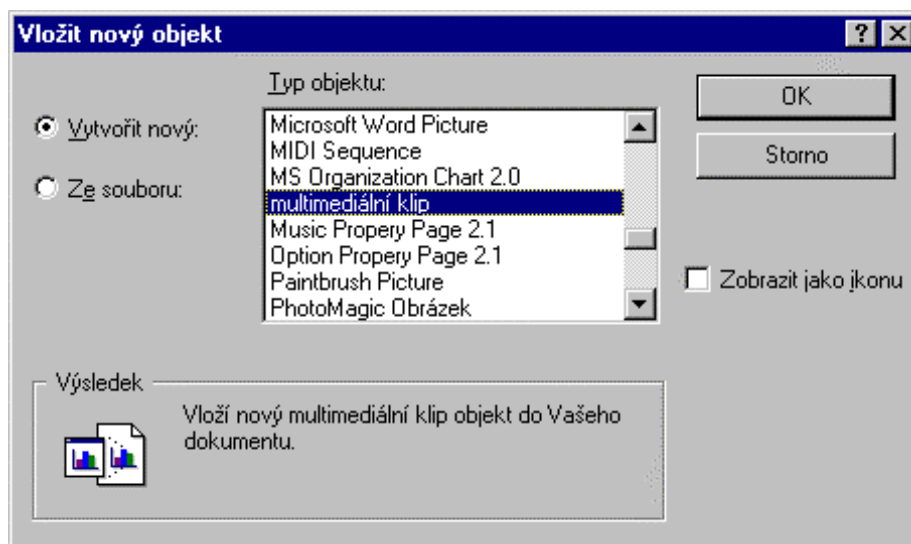 Vložit nový objekt
Typ objektu:
Vytvořit nový:
Ze souboru:
Microsoft Word Picture
MIDI Sequence
MS Organization Chart 2.0
multimediální klip
Music Propery Page 2.1
Option Propery Page 2.1
Paintbrush Picture
PhotoMagic Obrázek
OK
Storno
Zobrazit jako ikonu
Výsledek
Vloží nový multimediální klip objekt do Vašeho
dokumentu.